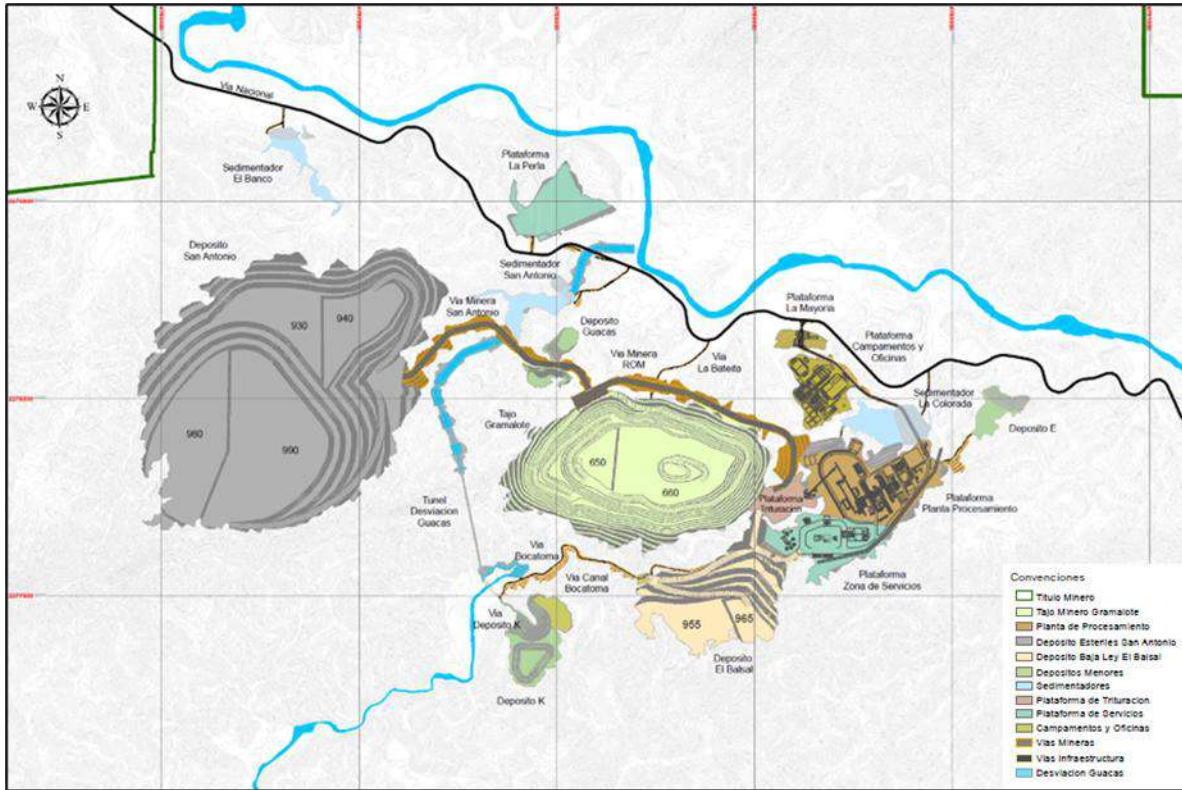 N
W E
S
Via Nacional
Sedimentador
El Banco
Plataforma
La Perla
Deposito
San Antonio
Sedimentador
San Antonio
Via Minera
San Antonio
930
940
980
990
Deposito
Guacas
Via Minera
ROM
Via
La Bateita
Plataforma
La Mayoria
Plataforma
Campamentos y
Oficinas
Sedimentador
La Colorada
Deposito E
Tajo
Gramalote
650
660
Plataforma
Trituracion
Plataforma
Planta Procesamiento
Tunel
Desviacion
Guacas
Via
Bocatoma
Via Canal
Bocatoma
Plataforma
Zona de Servicios
Via
Deposito K
955
965
Deposito
El Balsal
Deposito K
Convenciones
Titulo Minero
Tajo Minero Gramalote
Planta de Procesamiento
Deposito Esteriles San Antonio
Deposito Baja Ley El Balsal
Depositos Menores
Sedimentadores
Plataforma de Trituracion
Plataforma de Servicios
Campamentos y Oficinas
Vias Mineras
Vias Infraestructura
Desviacion Guacas